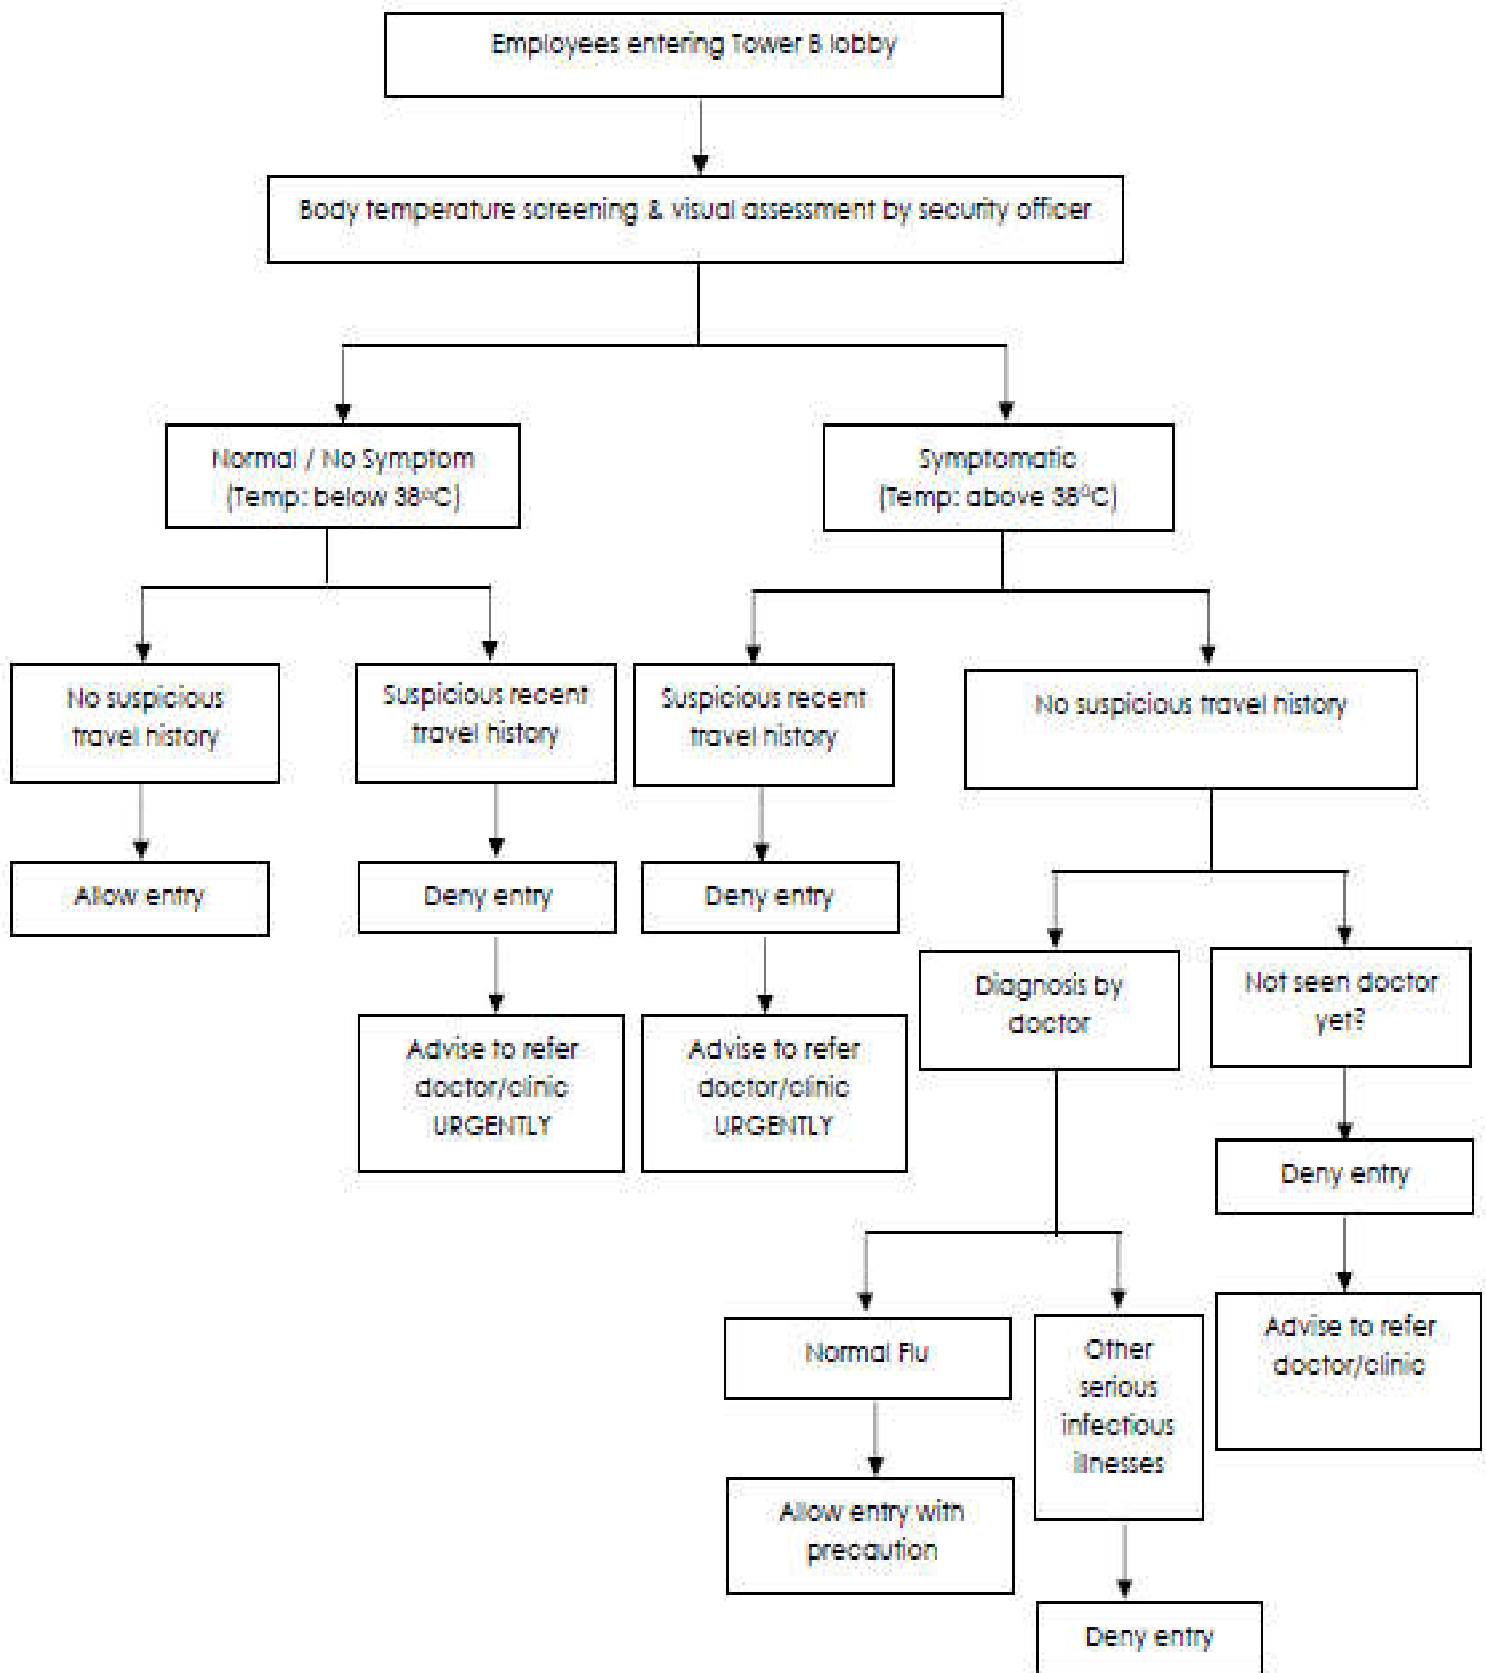 Employees entering Tower B lobby
Body temperature screening & visual assessment by security officer
Normal / No Symptom
(Temp: below 38°C)
Symptomatic
(Temp: above 38°C)
No suspicious
travel history
Suspicious recent
travel history
Suspicious recent
travel history
No suspicious travel history
Allow entry
Deny entry
Deny entry
Diagnosis by
doctor
Not seen doctor
yet?
Advise to refer
doctor/clinic
URGENTLY
Advise to refer
doctor/clinic
URGENTLY
Deny entry
Normal Flu
Other
serious
infectious
illnesses
Advise to refer
doctor/clinic
Allow entry with
precaution
Deny entry